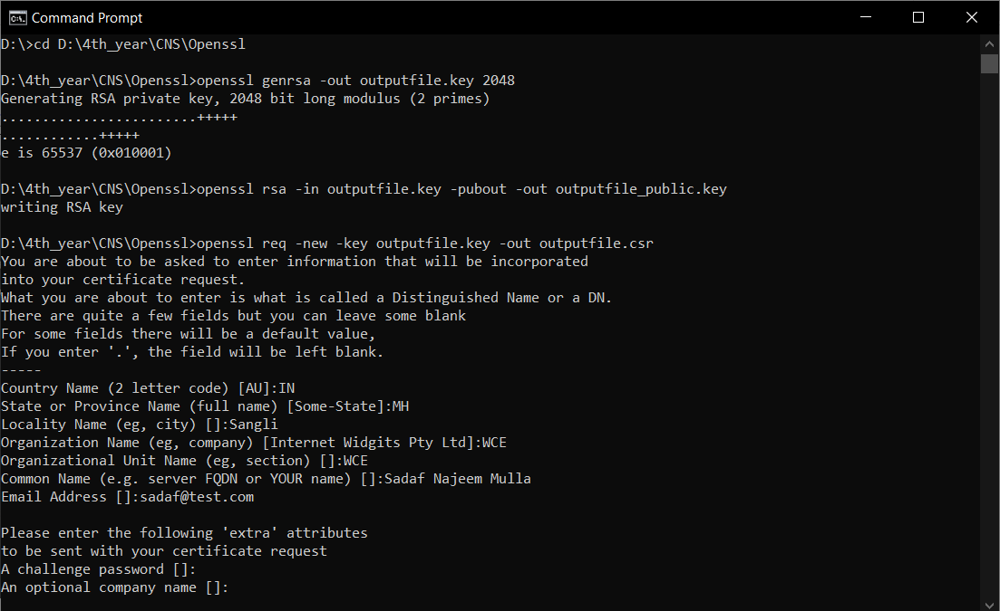 Command Prompt
D:\>cd D:\4th_year\CNS\Openssl
D:\4th_year\CNS\Openssl>openssl genrsa -out outputfile.key 2048
Generating RSA private key, 2048 bit long modulus (2 primes)
........................+++++
............+++++
e is 65537 (0x010001)
D:\4th_year\CNS\Openssl>openssl rsa -in outputfile.key -pubout -out outputfile_public.key
writing RSA key
D:\4th_year\CNS\Openssl>openssl req -new -key outputfile.key -out outputfile.csr
You are about to be asked to enter information that will be incorporated
into your certificate request.
What you are about to enter is what is called a Distinguished Name or a DN.
There are quite a few fields but you can leave some blank
For some fields there will be a default value,
If you enter '.', the field will be left blank.
-----
Country Name (2 letter code) [AU]:IN
State or Province Name (full name) [Some-State]:MH
Locality Name (eg, city) []:Sangli
Organization Name (eg, company) [Internet Widgits Pty Ltd]:WCE
Organizational Unit Name (eg, section) []:WCE
Common Name (e.g. server FQDN or YOUR name) []:Sadaf Najeem Mulla
Email Address []:sadaf@test.com
Please enter the following 'extra' attributes
to be sent with your certificate request
A challenge password []:
An optional company name []: